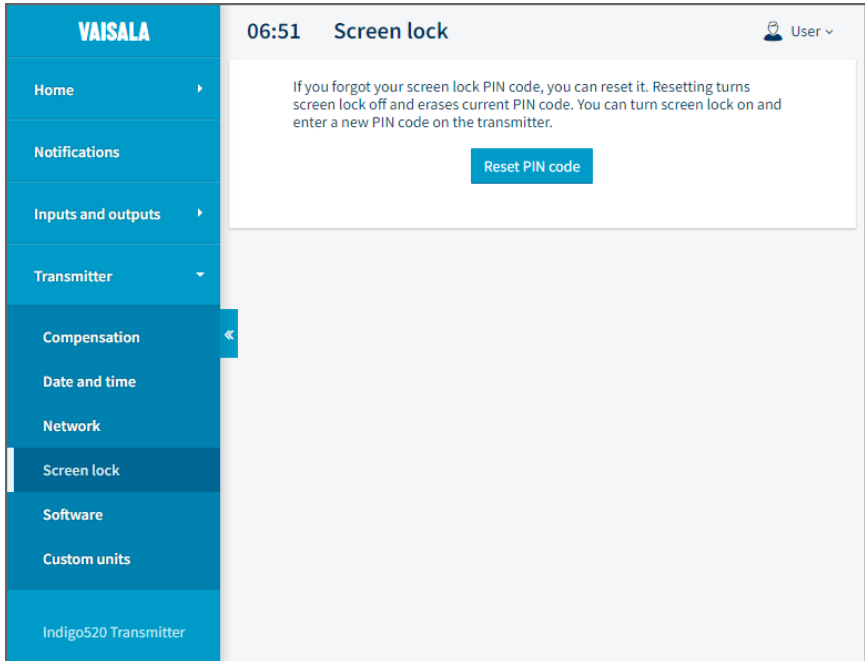 VAISALA
06:51 Screen lock
User
Home
Notifications
Inputs and outputs
Transmitter
Compensation
Date and time
Network
Screen lock
Software
Custom units
Indigo520 Transmitter
If you forgot your screen lock PIN code, you can reset it. Resetting turns
screen lock off and erases current PIN code. You can turn screen lock on and
enter a new PIN code on the transmitter.
Reset PIN code